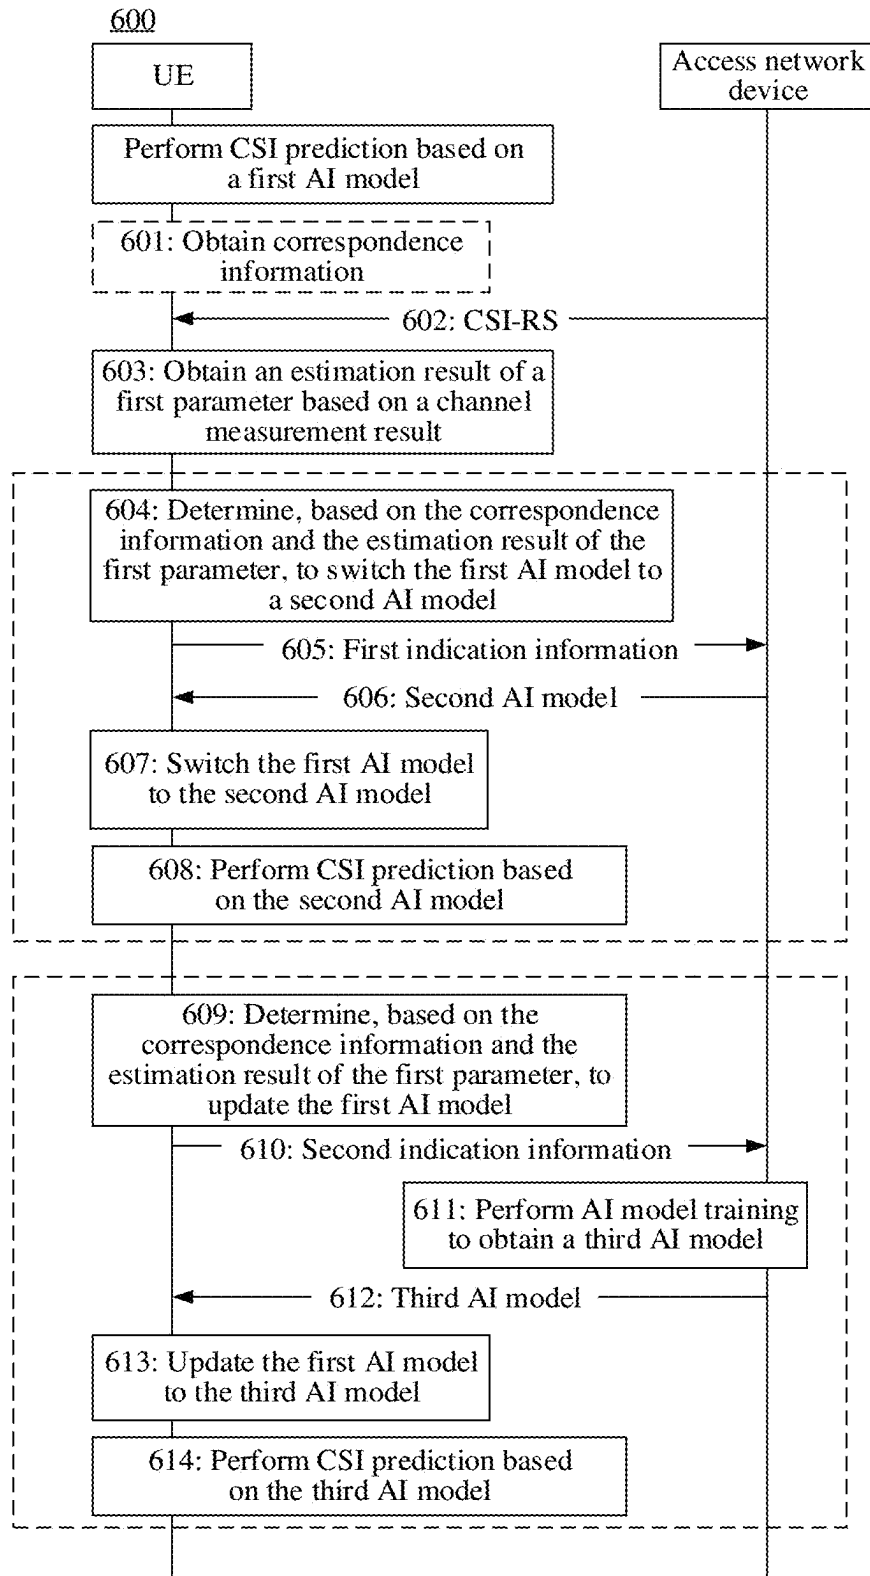 600
UE
Access network
device
Perform CSI prediction based on
a first AI model
601: Obtain correspondence
information
602: CSI-RS
603: Obtain an estimation result of a
first parameter based on a channel
measurement result
604: Determine, based on the correspondence
information and the estimation result of the
first parameter, to switch the first AI model to
a second AI model
605: First indication information
606: Second AI model
607: Switch the first AI model
to the second AI model
608: Perform CSI prediction based
on the second AI model
609: Determine, based on the
correspondence information and the
estimation result of the first parameter, to
update the first AI model
610: Second indication information
611: Perform AI model training
to obtain a third AI model
612: Third AI model
613: Update the first AI model
to the third AI model
614: Perform CSI prediction based
on the third AI model